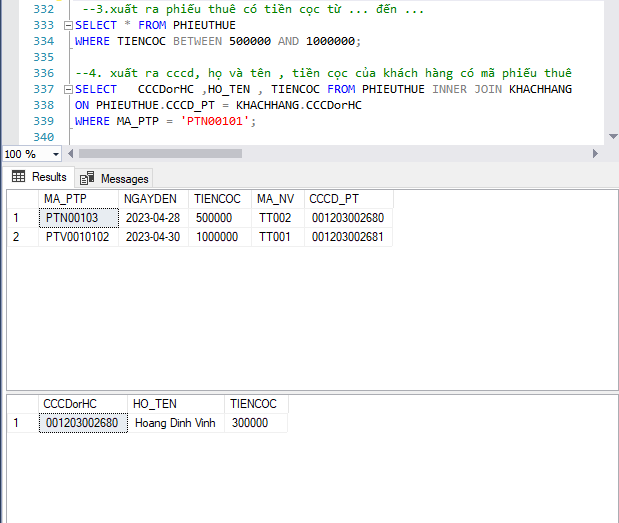 332 --3.xuất ra phiếu thuê có tiền cọc từ ... đến ...
333 SELECT * FROM PHIEUTHUE
334 WHERE TIENCOC BETWEEN 500000 AND 1000000;
335
336 --4. xuất ra cccd, họ và tên , tiền cọc của khách hàng có mã phiếu thuê
337 SELECT CCCDorHC ,HO_TEN , TIENCOC FROM PHIEUTHUE INNER JOIN KHACHHANG
338 ON PHIEUTHUE.CCCD_PT = KHACHHANG.CCCDorHC
339 WHERE MA_PTP = 'PTN00101';
340
100 %
Results Messages
MA_PTP NGAYDEN TIENCOC MA_NV CCCD_PT
1 PTN00103 2023-04-28 500000 TT002 001203002680
2 PTV0010102 2023-04-30 1000000 TT001 001203002681
CCCDorHC HO_TEN TIENCOC
1 001203002680 Hoang Dinh Vinh 300000